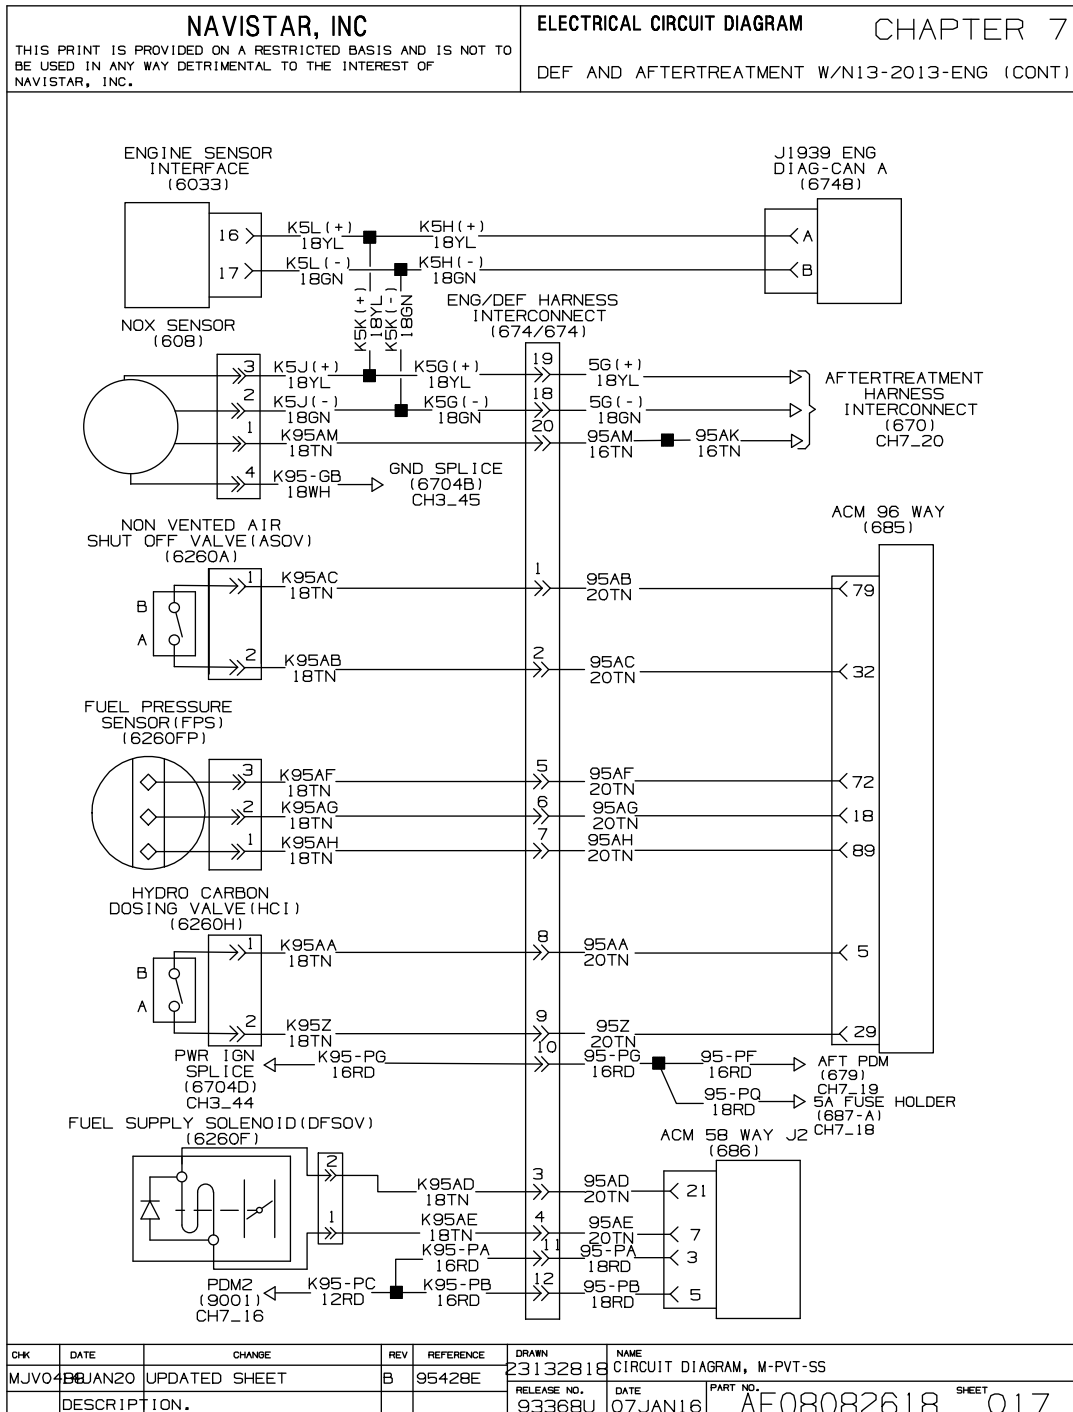 NAVISTAR, INC
THIS PRINT IS PROVIDED ON A RESTRICTED BASIS AND IS NOT TO
BE USED IN ANY WAY DETRIMENTAL TO THE INTEREST OF
NAVISTAR, INC.
ELECTRICAL CIRCUIT DIAGRAM
CHAPTER 7
DEF AND AFTERTREATMENT W/N13-2013-ENG (CONT)
ENGINE SENSOR
INTERFACE
(6033)
16
17
K5L(+)
18YL
K5L(-)
18GN
K5H(+)
18YL
K5H(-)
18GN
J1939 ENG
DIAG-CAN A
(6748)
A
B
K5K(+)
18YL
K5K(-)
18GN
ENG/DEF HARNESS
INTERCONNECT
(674/674)
NOX SENSOR
(608)
3
2
1
4
K5J(+)
18YL
K5J(-)
18GN
K95AM
18TN
K95-GB
18WH
K5G(+)
18YL
K5G(-)
18GN
GND SPLICE
(6704B)
CH3_45
19
18
20
5G(+)
18YL
5G(-)
18GN
95AM
16TN
95AK
16TN
AFTERTREATMENT
HARNESS
INTERCONNECT
(670)
CH7_20
NON VENTED AIR
SHUT OFF VALVE(ASOV)
(6260A)
B
A
1
2
K95AC
18TN
K95AB
18TN
1
2
95AB
20TN
95AC
20TN
ACM 96 WAY
(685)
79
32
FUEL PRESSURE
SENSOR(FPS)
(6260FP)
3
2
1
K95AF
18TN
K95AG
18TN
K95AH
18TN
5
6
7
95AF
20TN
95AG
20TN
95AH
20TN
72
18
89
HYDRO CARBON
DOSING VALVE(HCI)
(6260H)
B
A
1
2
K95AA
18TN
K95Z
18TN
8
9
95AA
20TN
95Z
20TN
5
29
PWR IGN
SPLICE
(6704D)
CH3_44
K95-PG
16RD
10
95-PG
16RD
95-PF
16RD
95-PQ
18RD
AFT PDM
(679)
CH7_19
5A FUSE HOLDER
(687-A)
CH7_18
FUEL SUPPLY SOLENOID(DFSOV)
(6260F)
2
1
K95AD
18TN
K95AE
18TN
K95-PA
16RD
K95-PB
16RD
3
4
11
12
95AD
20TN
95AE
20TN
95-PA
18RD
95-PB
18RD
ACM 58 WAY J2
(686)
21
7
3
5
PDM2
(9001)
CH7_16
K95-PC
12RD
CHK DATE CHANGE REV REFERENCE
UPDATED SHEET B 95428E
DESCRIPTION.
DRAWN
23132818
NAME
CIRCUIT DIAGRAM, M-PVT-SS
RELEASE NO.
93368U
DATE
07JAN16
PART NO.
AE08082618
SHEET
017